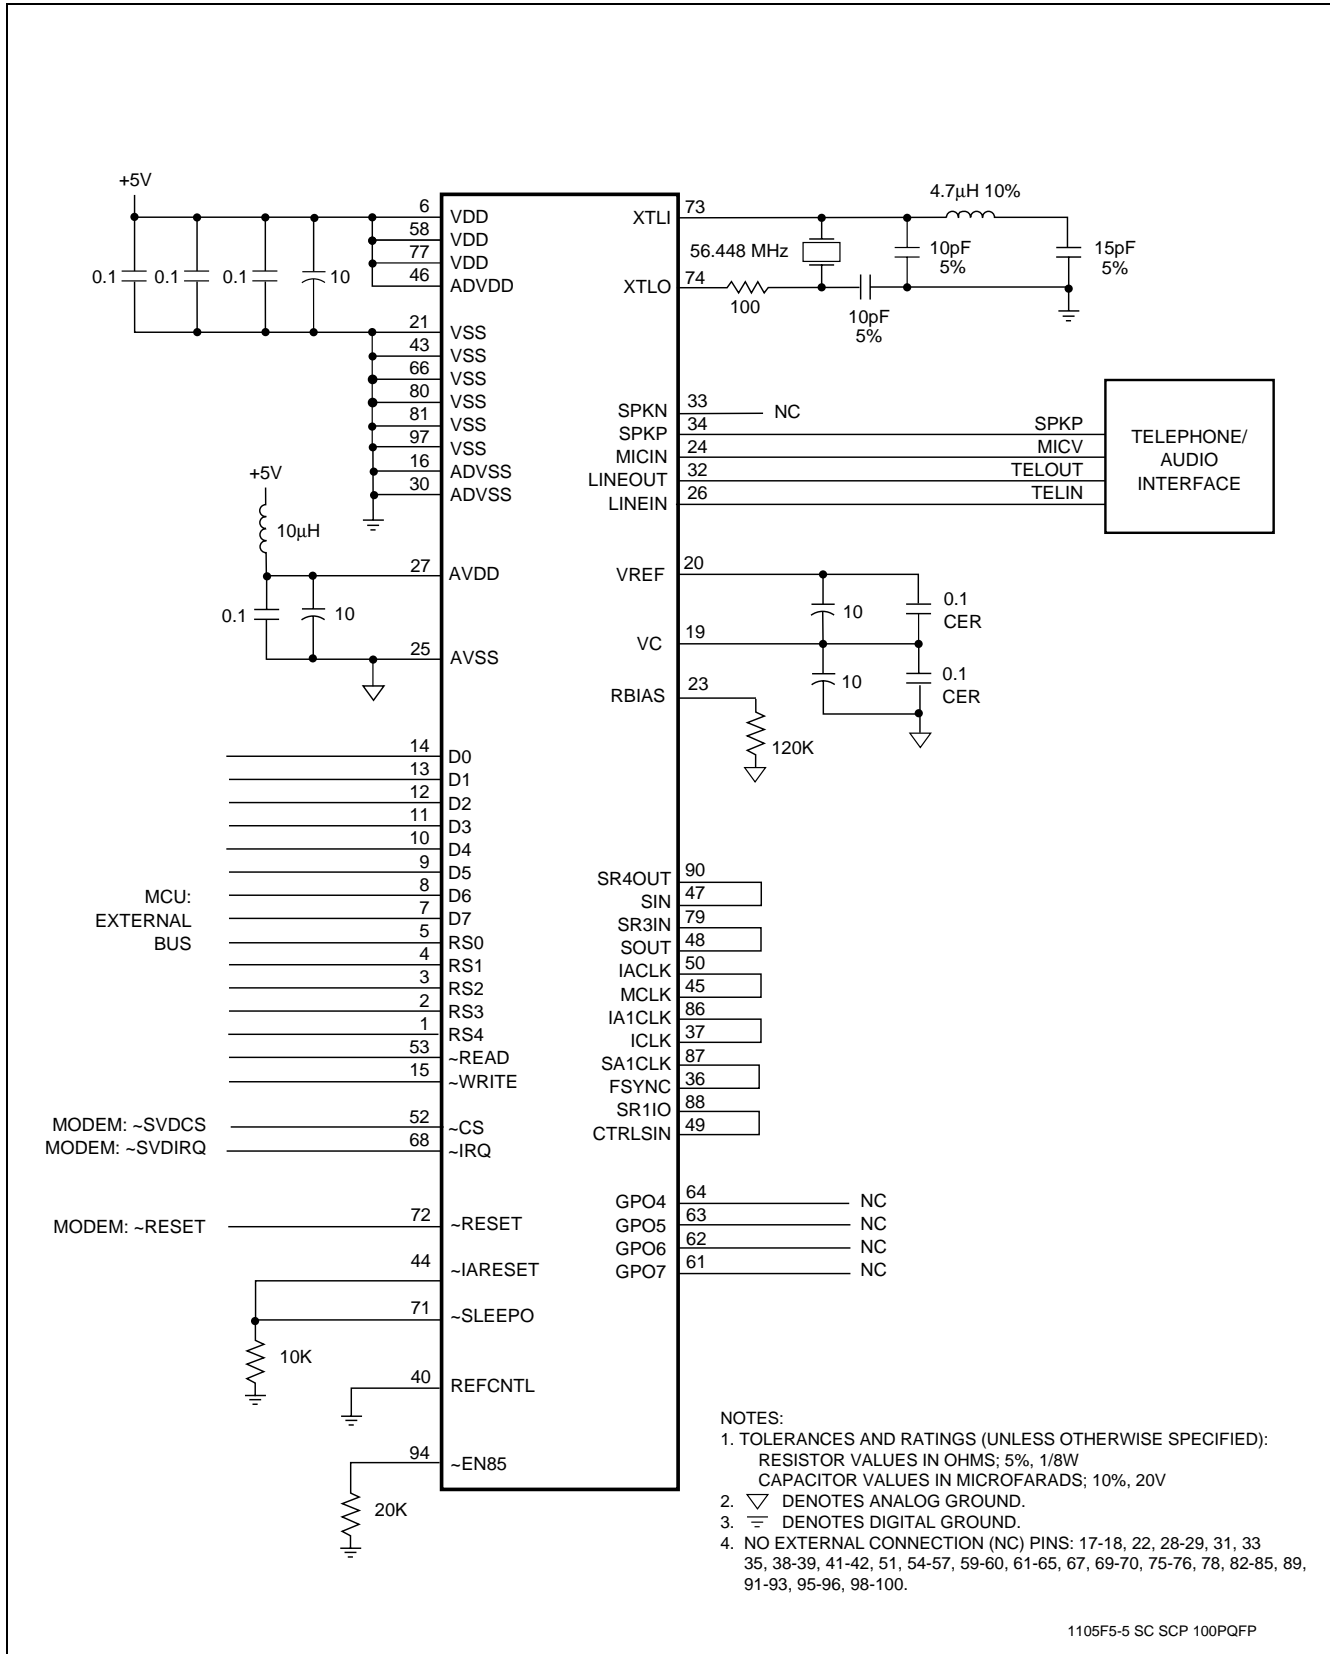 +5V
0.1
0.1
0.1
10
6 VDD
58 VDD
77 VDD
46 ADVDD
21 VSS
43 VSS
66 VSS
80 VSS
81 VSS
97 VSS
16 ADVSS
30 ADVSS
+5V
10µH
0.1
10
27 AVDD
25 AVSS
MCU:
EXTERNAL
BUS
14 D0
13 D1
12 D2
11 D3
10 D4
9 D5
8 D6
7 D7
5 RS0
4 RS1
3 RS2
2 RS3
1 RS4
53 ~READ
15 ~WRITE
MODEM: ~SVDCS 52 ~CS
MODEM: ~SVDIRQ 68 ~IRQ
MODEM: ~RESET 72 ~RESET
44 ~IARESET
71 ~SLEEPO
10K
40 REFCNTL
94 ~EN85
20K
XTLI 73
XTLO 74
56.448 MHz
100
10pF
5%
10pF
5%
4.7µH 10%
15pF
5%
SPKN 33 NC
SPKP 34 SPKP
MICIN 24 MICV
LINEOUT 32 TELOUT
LINEIN 26 TELIN
TELEPHONE/
AUDIO
INTERFACE
VREF 20
10
0.1
CER
VC 19
10
0.1
CER
RBIAS 23
120K
SR4OUT 90
SIN 47
SR3IN 79
SOUT 48
IACLK 50
MCLK 45
IA1CLK 86
ICLK 37
SA1CLK 87
FSYNC 36
SR1IO 88
CTRLSIN 49
GPO4 64 NC
GPO5 63 NC
GPO6 62 NC
GPO7 61 NC
NOTES:
1. TOLERANCES AND RATINGS (UNLESS OTHERWISE SPECIFIED):
RESISTOR VALUES IN OHMS; 5%, 1/8W
CAPACITOR VALUES IN MICROFARADS; 10%, 20V
2. DENOTES ANALOG GROUND.
3. DENOTES DIGITAL GROUND.
4. NO EXTERNAL CONNECTION (NC) PINS: 17-18, 22, 28-29, 31, 33
35, 38-39, 41-42, 51, 54-57, 59-60, 61-65, 67, 69-70, 75-76, 78, 82-85, 89,
91-93, 95-96, 98-100.
1105F5-5 SC SCP 100PQFP